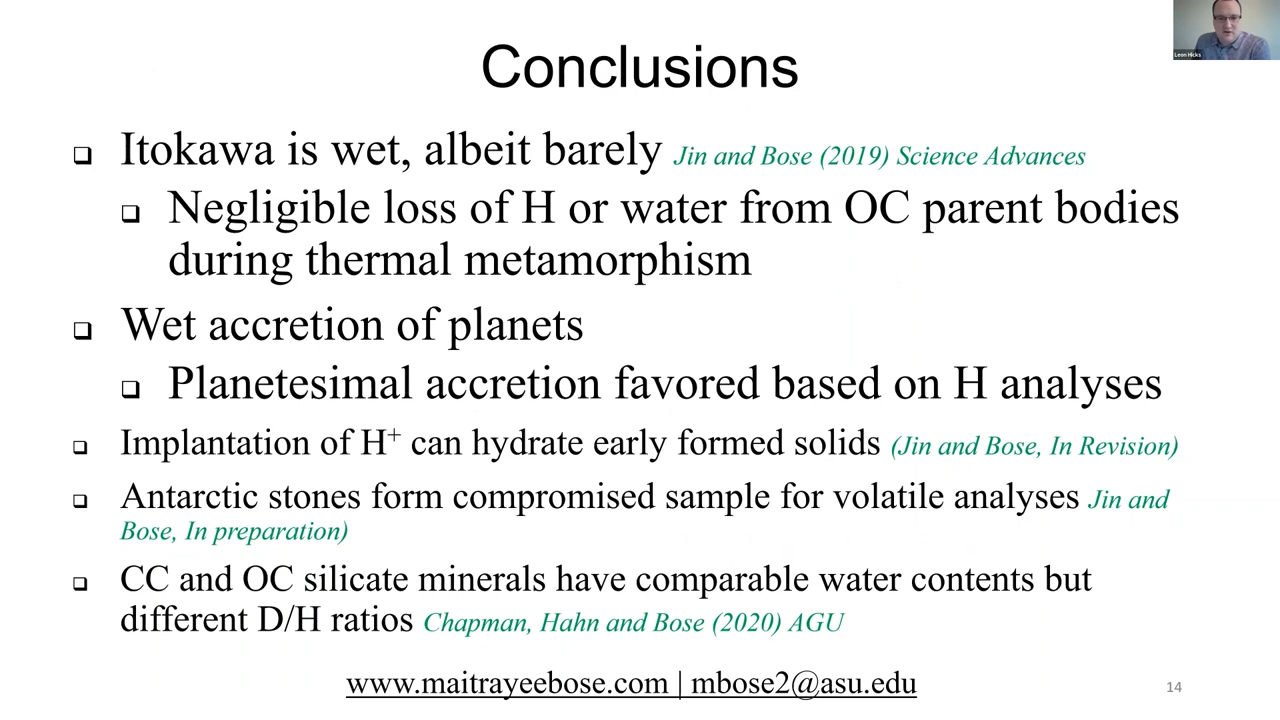 Leon Hicks
Conclusions
❑ Itokawa is wet, albeit barely Jin and Bose (2019) Science Advances
❑ Negligible loss of H or water from OC parent bodies
during thermal metamorphism
❑ Wet accretion of planets
❑ Planetesimal accretion favored based on H analyses
❑ Implantation of H⁺ can hydrate early formed solids (Jin and Bose, In Revision)
❑ Antarctic stones form compromised sample for volatile analyses Jin and
Bose, In preparation)
❑ CC and OC silicate minerals have comparable water contents but
different D/H ratios Chapman, Hahn and Bose (2020) AGU
www.maitrayeebose.com | mbose2@asu.edu
14